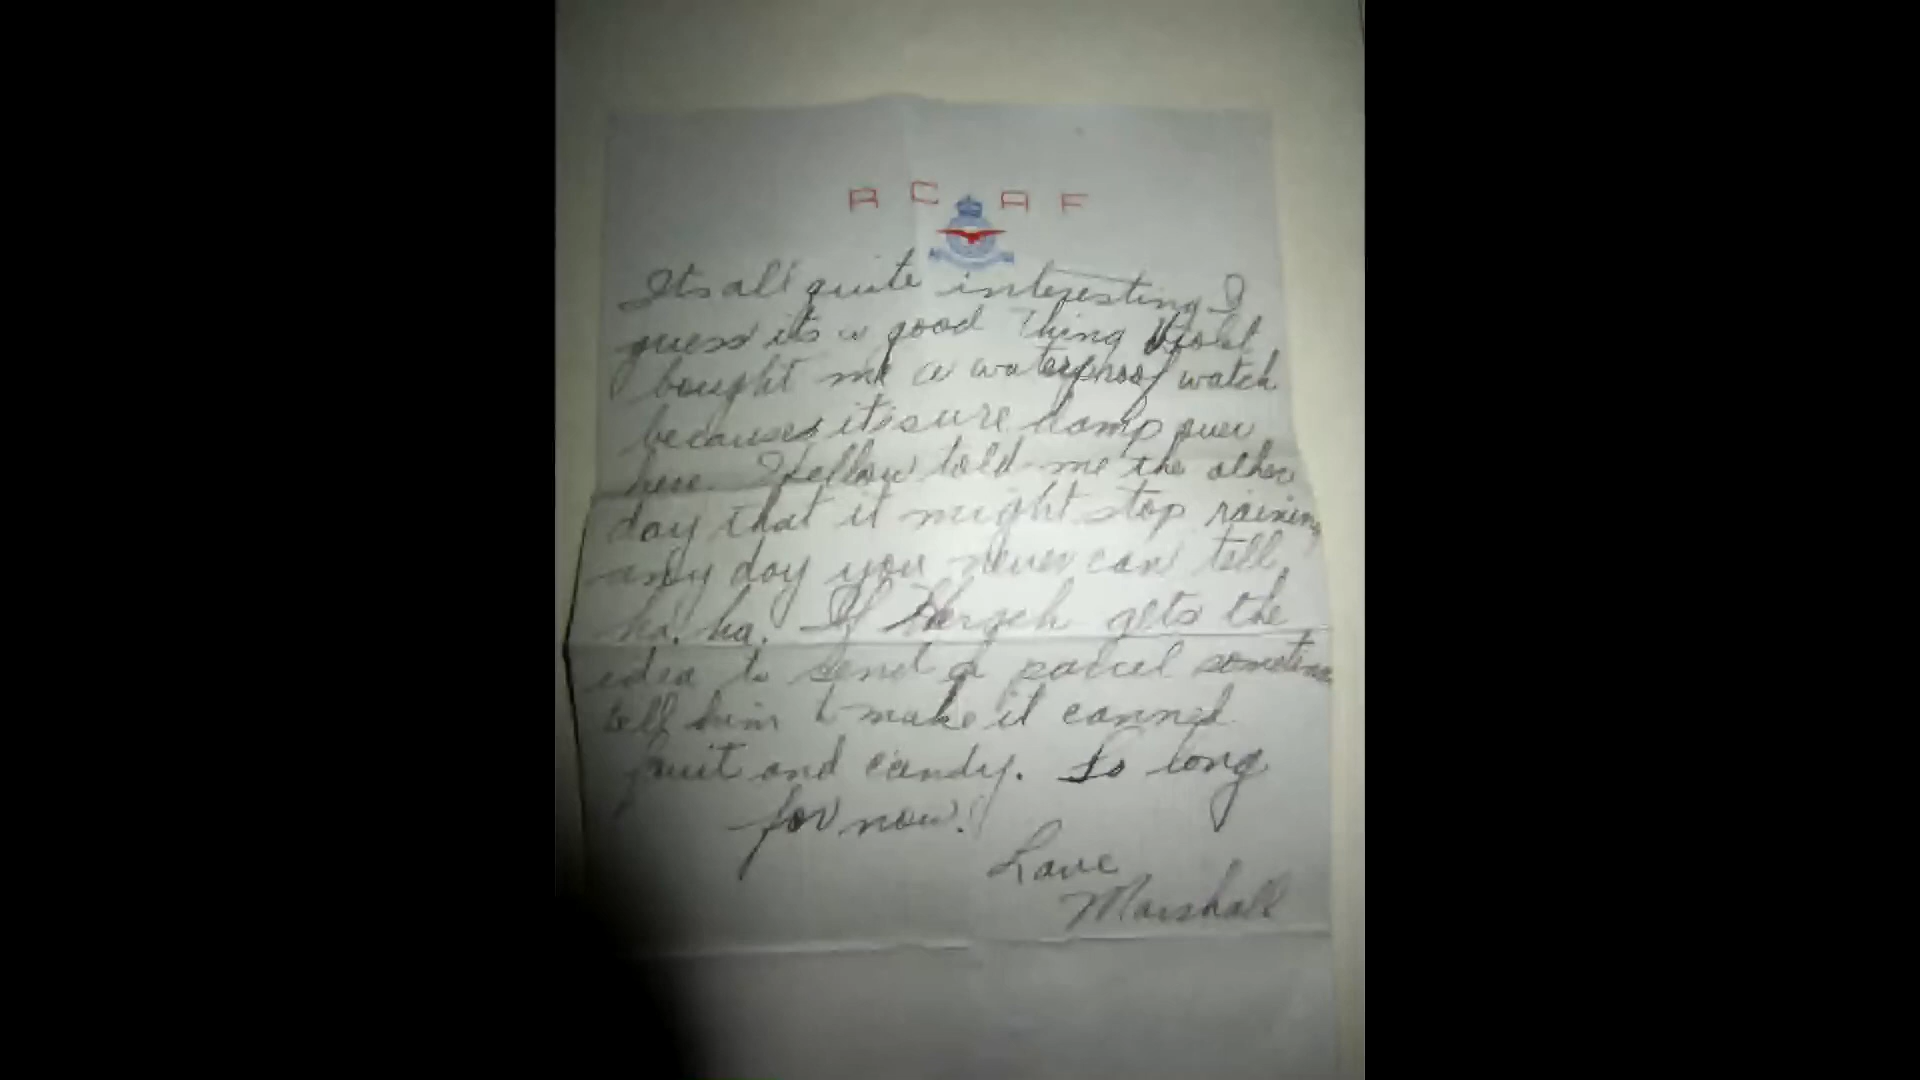 R C A F
Its all quite interesting I
guess its a good thing Violet
bought me a waterproof watch
because it's sure damp over
here. Fellow told me the other
day that it might stop raining
any day you never can tell
ha! ha. If gets the
idea to send a parcel sometime
tell him to make it canned
fruit and candy. So long
for now!
Love
Marshall